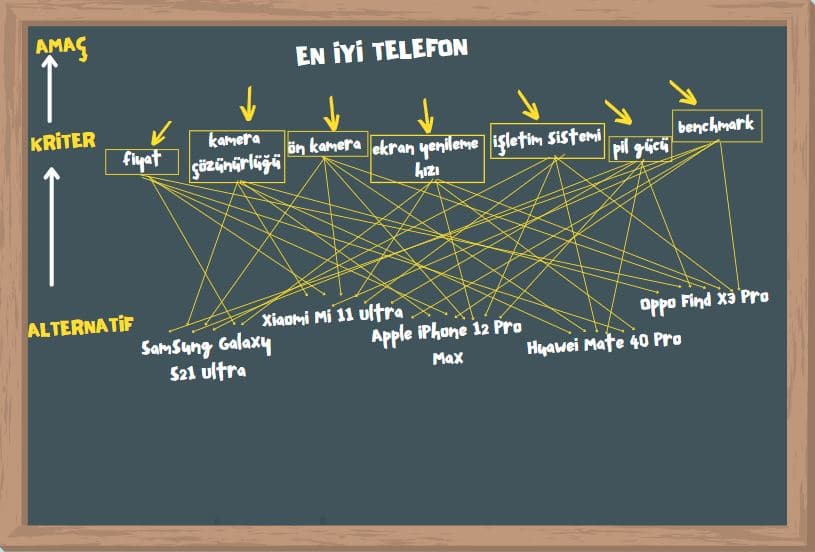 AMAÇ
EN İYİ TELEFON
KRİTER
fiyat
kamera
çözünürlüğü
ön kamera
ekran yenileme
hızı
işletim sistemi
pil gücü
benchmark
ALTERNATİF
Samsung Galaxy
S21 Ultra
Xiaomi Mi 11 Ultra
Apple iPhone 12 Pro
Max
Huawei Mate 40 Pro
Oppo Find X3 Pro